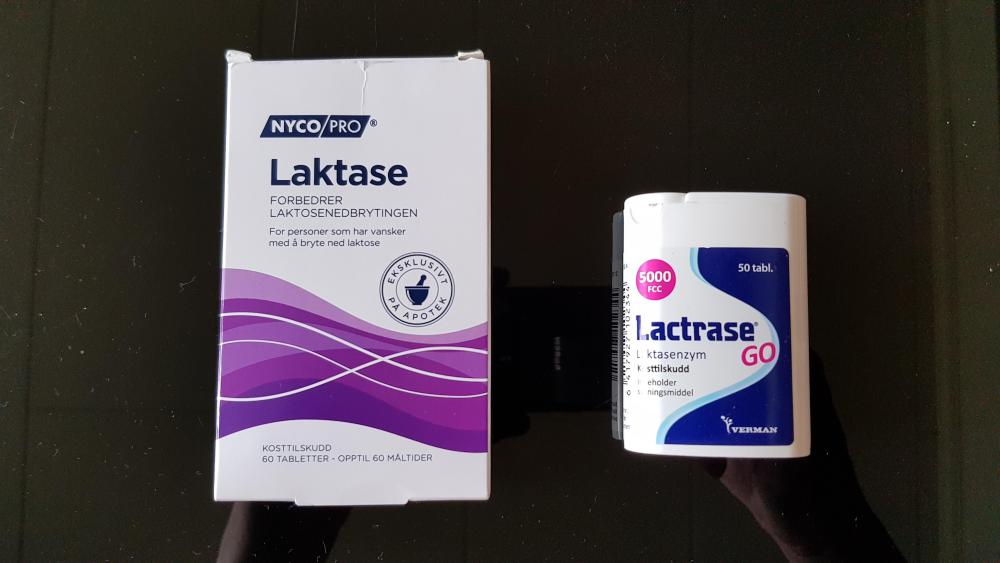 NYCO/PRO®
Laktase
FORBEDRER
LAKTOSENEDBRYTINGEN
For personer som har vansker
med å bryte ned laktose
EKSKLUSIVT
PÅ APOTEK
KOSTTILSKUDD
60 TABLETTER - OPPTIL 60 MÅLTIDER
50 tabl.
5000
FCC
Lactrase®
GO
Laktasenzym
Kosttilskudd
VERMAN